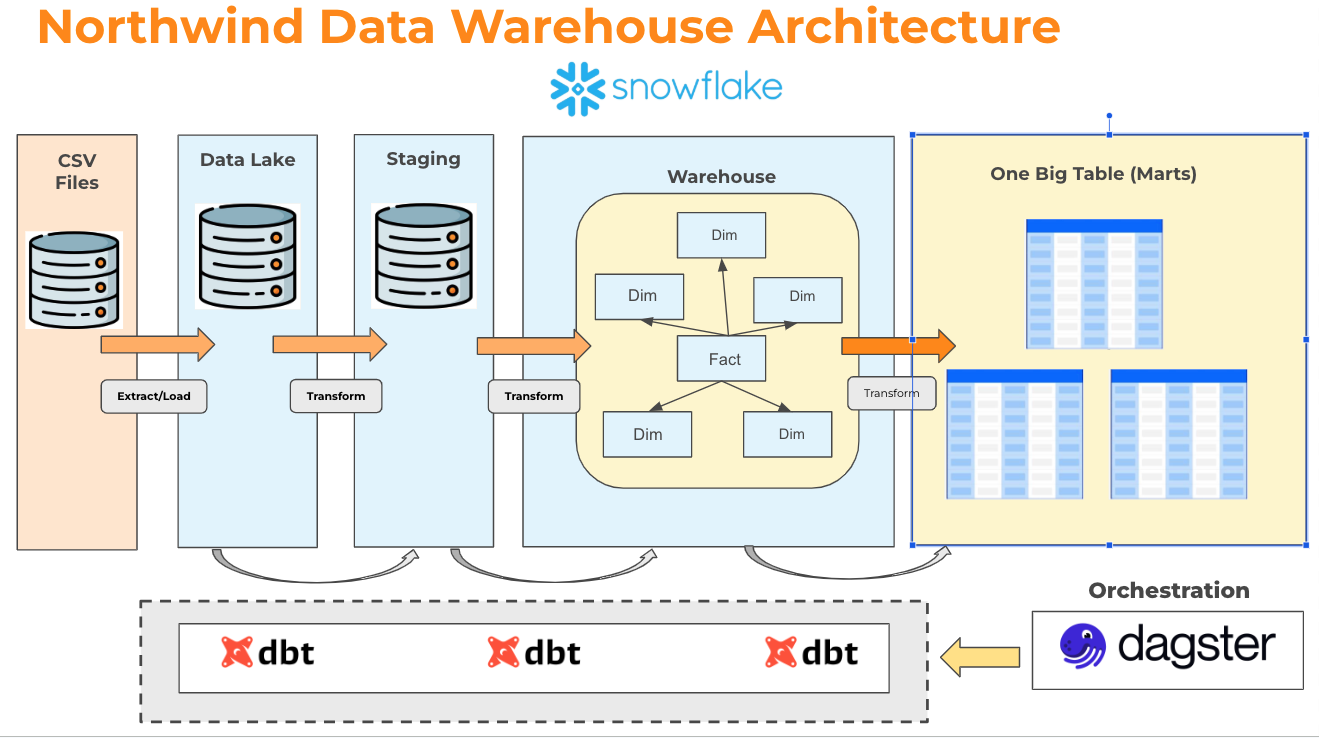 Northwind Data Warehouse Architecture
snowflake
CSV
Files
Data Lake
Staging
Warehouse
One Big Table (Marts)
Dim
Dim
Dim
Fact
Dim
Dim
Extract/Load
Transform
Transform
Transform
Orchestration
dbt
dbt
dbt
dagster